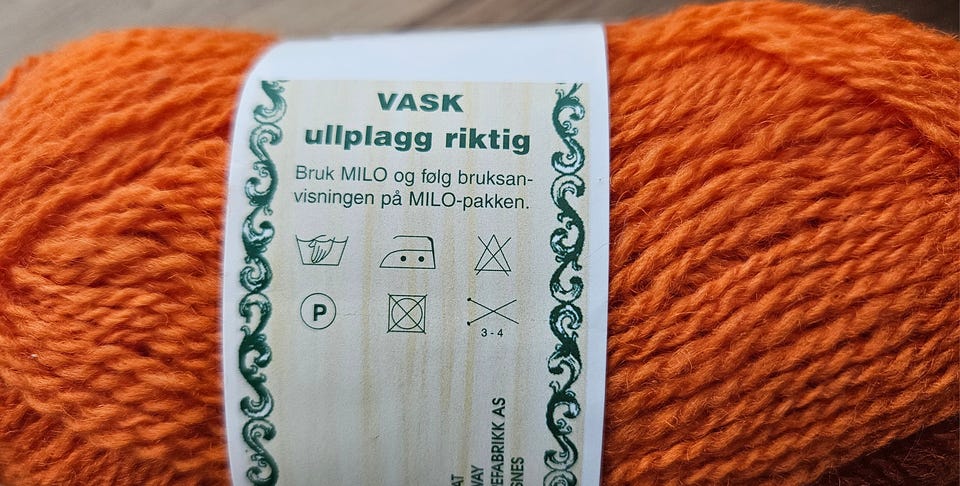 VASK
ullplagg riktig
Bruk MILO og følg bruksan-
visningen på MILO-pakken.
P
3 - 4